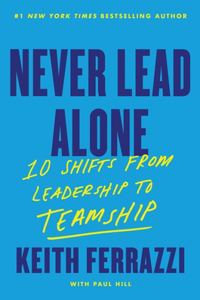 #1 NEW YORK TIMES BESTSELLING AUTHOR
NEVER LEAD
ALONE
10 SHIFTS FROM
LEADERSHIP TO
TEAMSHIP
KEITH FERRAZZI
WITH PAUL HILL